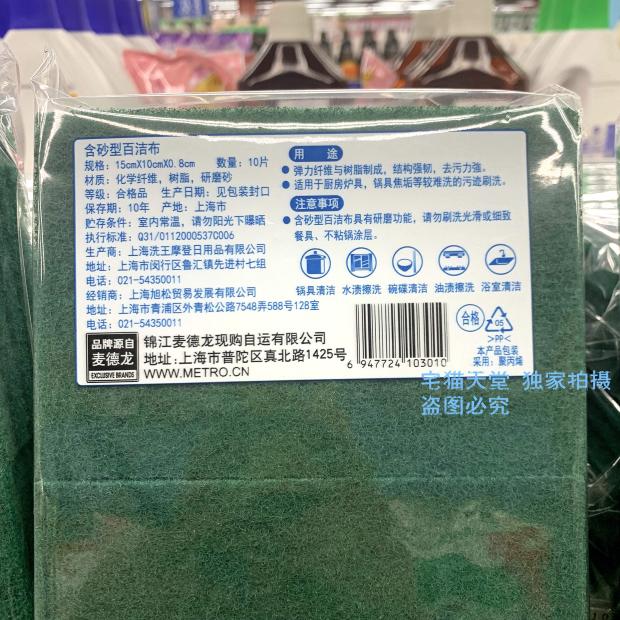 含砂型百洁布
规格：15cmX10cmX0.8cm 数量：10片
材质：化学纤维，树脂，研磨砂
等级：合格品 生产日期：见包装封口
保存期：10年 产地：上海市
贮存条件：室内常温，请勿阳光下曝晒
执行标准：Q31/0112000537C006
生产商：上海洗王摩登日用品有限公司
地址：上海市闵行区鲁汇镇先进村七组
电话：021-54350011
经销商：上海旭松贸易发展有限公司
地址：上海市青浦区外青松公路7548弄588号128室
电话：021-54350011
用 途
● 弹力纤维与树脂制成，结构强韧，去污力強。
● 适用于厨房炉具，锅具焦垢等较难洗的污迹刷洗。
注意事项
● 含砂型百洁布具有研磨功能，请勿刷洗光滑或细致
餐具、不粘锅涂层。
锅具清洁 水渍擦洗 碗碟清洁 油渍擦洗 浴室清洁
合格
05
>PP<
本产品包装
采用：聚丙烯
6 947724 103010
品牌源自
麦德龙
EXCLUSIVE BRANDS
锦江麦德龙现购自运有限公司
地址:上海市普陀区真北路1425号
WWW.METRO.CN
宅猫天堂 独家拍摄
盗图必究